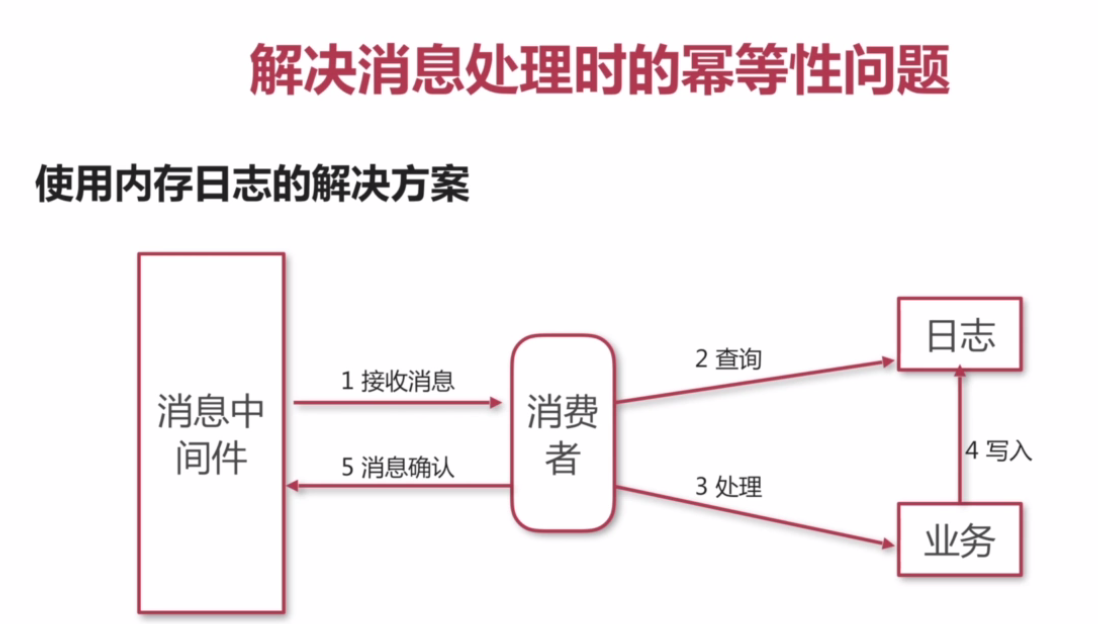 解决消息处理时的幂等性问题
使用内存日志的解决方案
日志
2 查询
1 接收消息
消息中
间件
消费
者
4 写入
5 消息确认
3 处理
业务